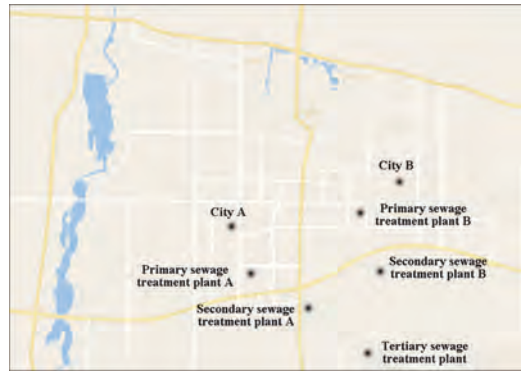 City B
Primary sewage
treatment plant B
City A
Primary sewage
treatment plant A
Secondary sewage
treatment plant B
Secondary sewage
treatment plant A
Tertiary sewage
treatment plant